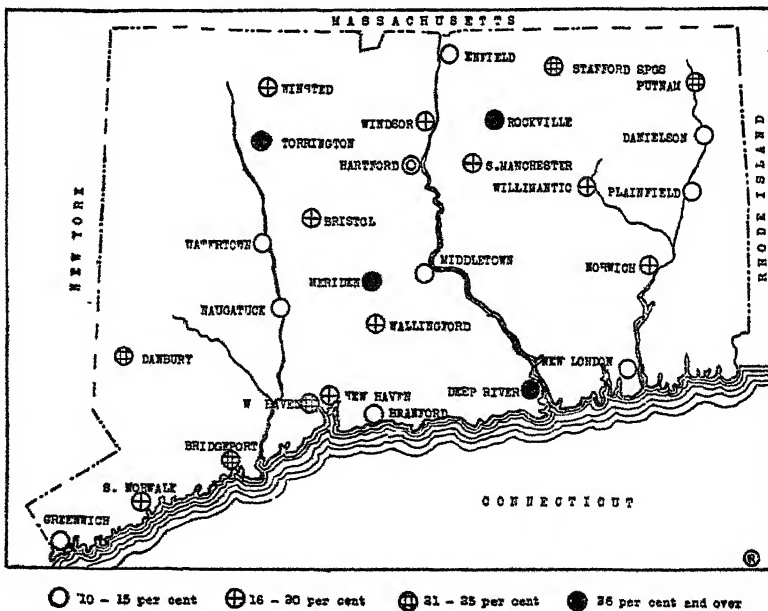 MASSACHUSETTS
ENFIELD
STAFFORD SPGS
PUTNAM
WINSTED
WINDSOR
ROCKVILLE
DANIELSON
TORRINGTON
HARTFORD
S. MANCHESTER
WILLIMANTIC
PLAINFIELD
RHODE ISLAND
NEW YORK
BRISTOL
WATERTOWN
MIDDLETOWN
NORWICH
MERIDEN
NAUGATUCK
WALLINGFORD
DANBURY
NEW LONDON
DEEP RIVER
W HAVEN
NEW HAVEN
BRANFORD
BRIDGEPORT
S. NORWALK
CONNECTICUT
GREENWICH
R
10 - 15 per cent
16 - 20 per cent
21 - 25 per cent
26 per cent and over